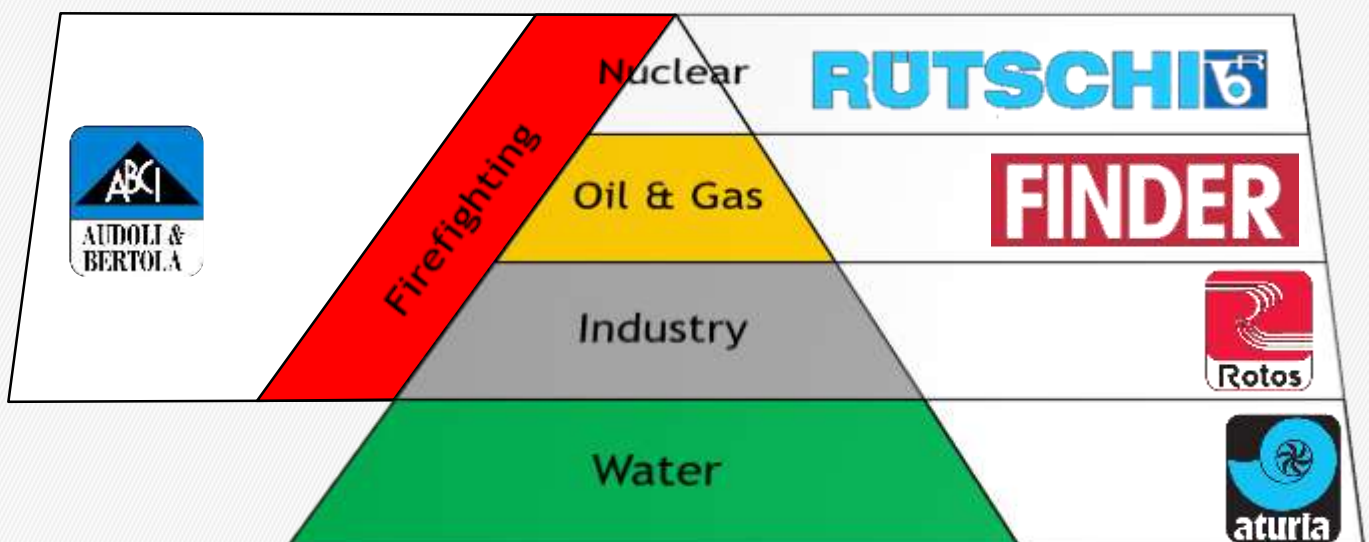 Nuclear
RÜTSCHI
R
ABCI
AUDOLI &
BERTOLA
Firefighting
Oil & Gas
FINDER
Industry
Rotos
Water
aturia